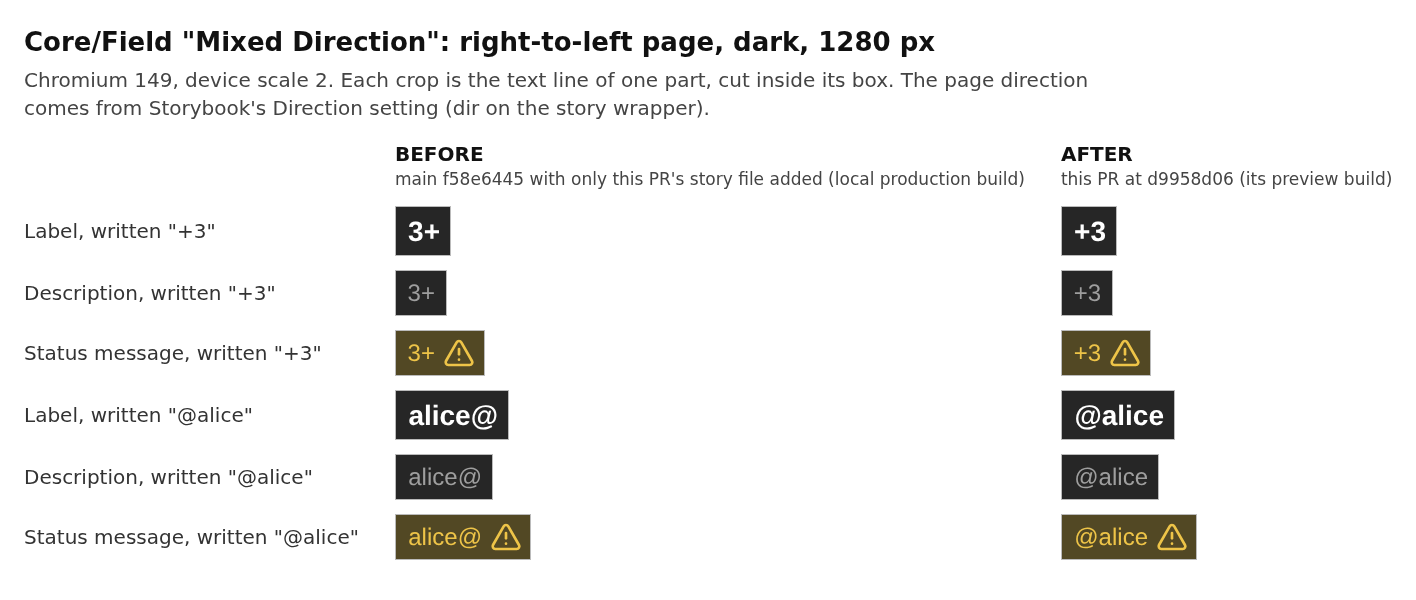 Core/Field "Mixed Direction": right-to-left page, dark, 1280 px
Chromium 149, device scale 2. Each crop is the text line of one part, cut inside its box. The page direction
comes from Storybook's Direction setting (dir on the story wrapper).
BEFORE AFTER
main f58e6445 with only this PR's story file added (local production build) this PR at d9958d06 (its preview build)
Label, written "+3" 3+ +3
Description, written "+3" 3+ +3
Status message, written "+3" 3+ +3
Label, written "@alice" alice@ @alice
Description, written "@alice" alice@ @alice
Status message, written "@alice" alice@ @alice